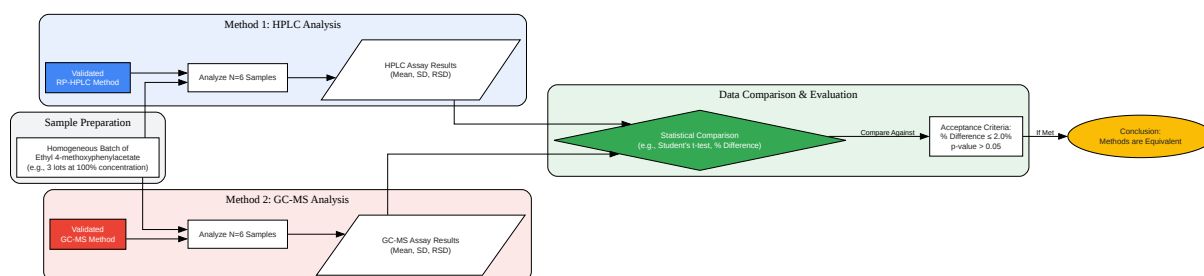 Method 1: HPLC Analysis
Validated
RP-HPLC Method
Analyze N=6 Samples
HPLC Assay Results
(Mean, SD, RSD)
Sample Preparation
Homogeneous Batch of
Ethyl 4-methoxyphenylacetate
(e.g., 3 lots at 100% concentration)
Method 2: GC-MS Analysis
Validated
GC-MS Method
Analyze N=6 Samples
GC-MS Assay Results
(Mean, SD, RSD)
Data Comparison & Evaluation
Statistical Comparison
(e.g., Student's t-test, % Difference)
Compare Against
Acceptance Criteria:
% Difference ≤ 2.0%
p-value > 0.05
If Met
Conclusion:
Methods are Equivalent